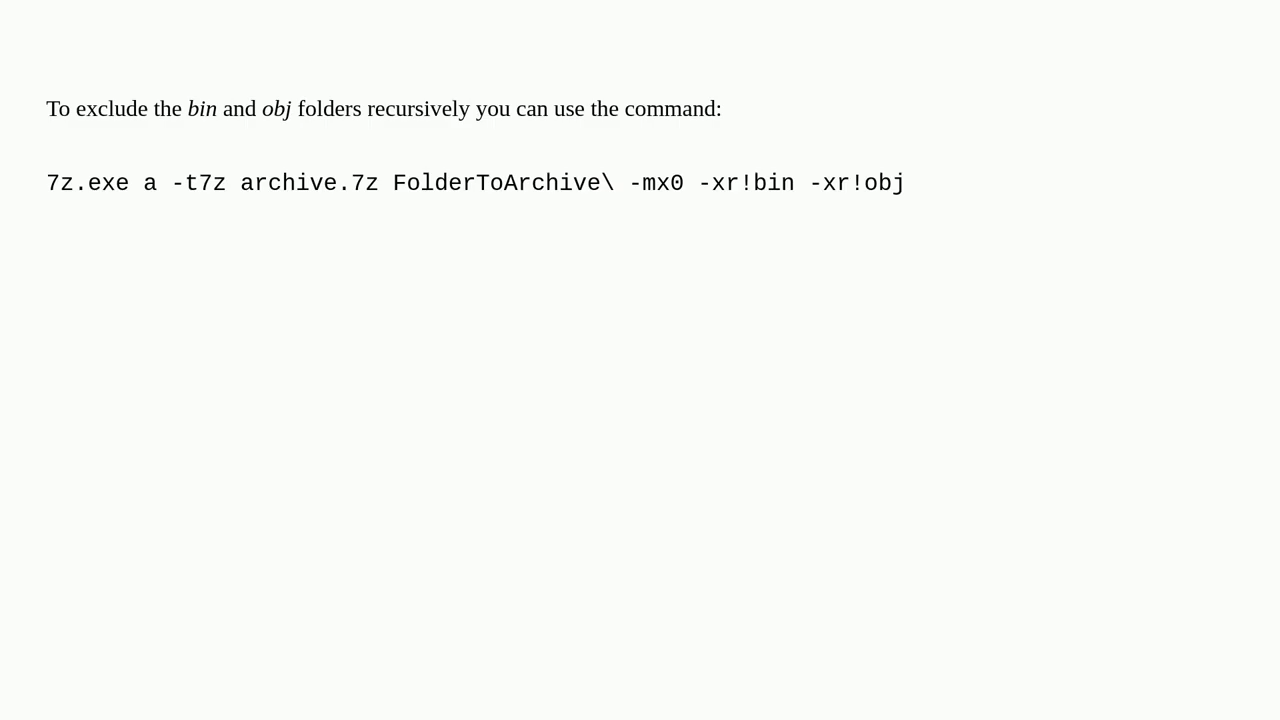 To exclude the bin and obj folders recursively you can use the command:
7z.exe a -t7z archive.7z FolderToArchive\ -mx0 -xr!bin -xr!obj